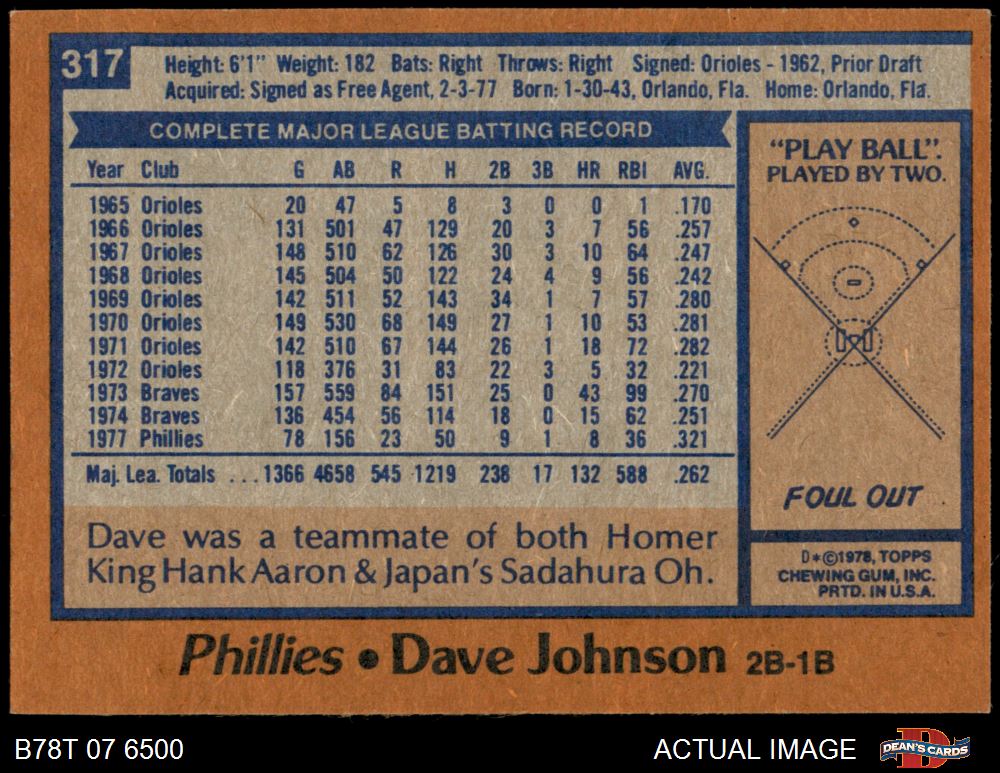 317
Height: 6'1" Weight: 182 Bats: Right Throws: Right Signed: Orioles - 1962, Prior Draft
Acquired: Signed as Free Agent, 2-3-77 Born: 1-30-43, Orlando, Fla. Home: Orlando, Fla.
COMPLETE MAJOR LEAGUE BATTING RECORD
Year Club G AB R H 2B 3B HR RBI AVG.
1965 Orioles 20 47 5 8 3 0 0 1 .170
1966 Orioles 131 501 47 129 20 3 7 56 .257
1967 Orioles 148 510 62 126 30 3 10 64 .247
1968 Orioles 145 504 50 122 24 4 9 56 .242
1969 Orioles 142 511 52 143 34 1 7 57 .280
1970 Orioles 149 530 68 149 27 1 10 53 .281
1971 Orioles 142 510 67 144 26 1 18 72 .282
1972 Orioles 118 376 31 83 22 3 5 32 .221
1973 Braves 157 559 84 151 25 0 43 99 .270
1974 Braves 136 454 56 114 18 0 15 62 .251
1977 Phillies 78 156 23 50 9 1 8 36 .321
Maj. Lea. Totals ... 1366 4658 545 1219 238 17 132 588 .262
Dave was a teammate of both Homer
King Hank Aaron & Japan's Sadahura Oh.
"PLAY BALL".
PLAYED BY TWO.
FOUL OUT
D*©1978, TOPPS
CHEWING GUM, INC.
PRTD. IN U.S.A.
Phillies • Dave Johnson 2B-1B
B78T 07 6500
ACTUAL IMAGE
DEAN'S CARDS